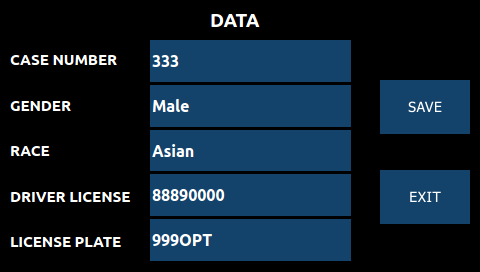 DATA
CASE NUMBER 333
GENDER Male
SAVE
RACE Asian
DRIVER LICENSE 88890000
EXIT
LICENSE PLATE 999OPT